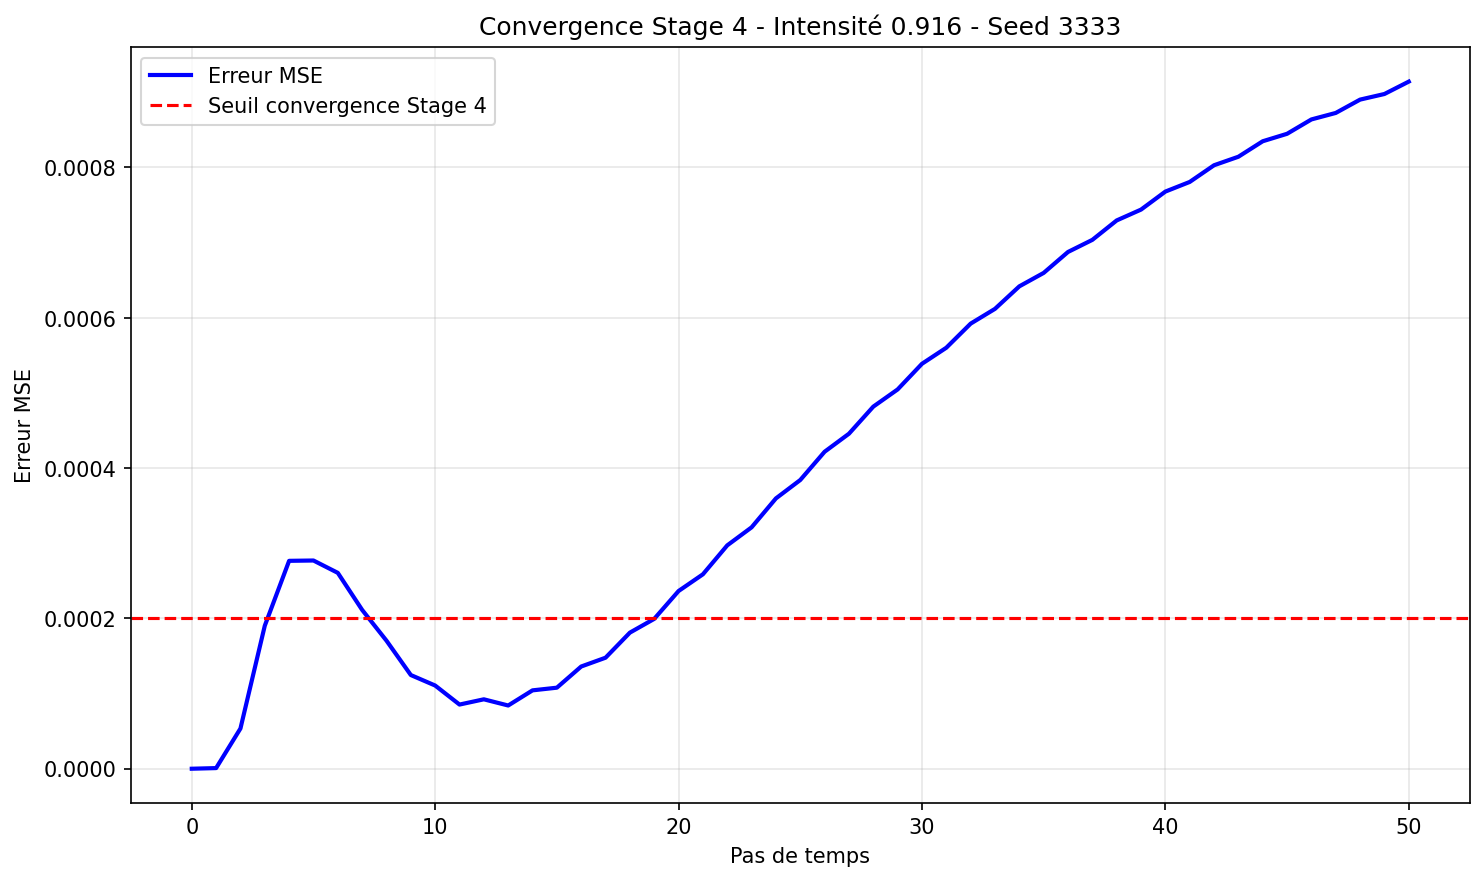 Convergence Stage 4 - Intensité 0.916 - Seed 3333
Erreur MSE
Seuil convergence Stage 4
0.0008
0.0006
0.0004
0.0002
0.0000
Erreur MSE
0
10
20
30
40
50
Pas de temps